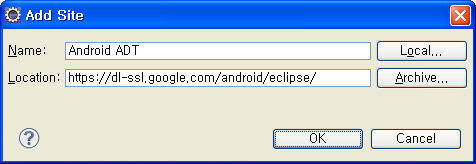 Add Site
Name: Android ADT Local...
Location: https://dl-ssl.google.com/android/eclipse/ Archive...
? OK Cancel